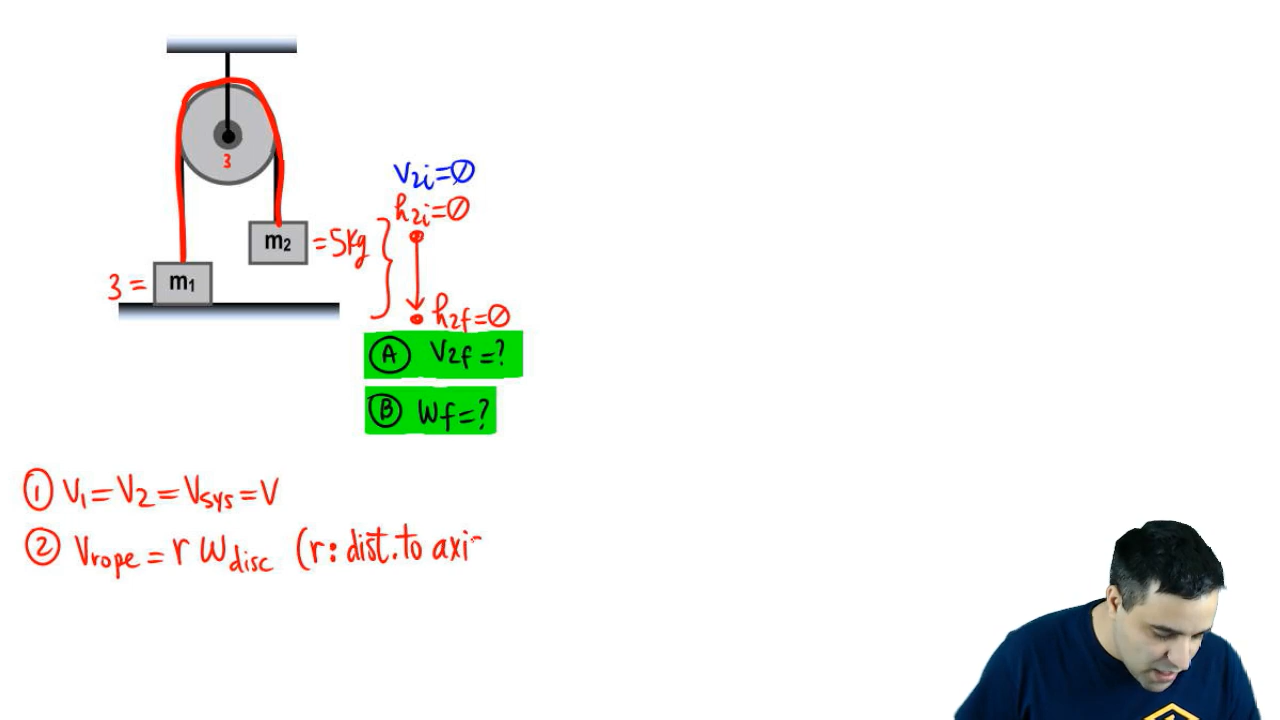 3
V₂ᵢ=∅
h₂ᵢ=∅
m₂ =5Kg
3= m₁
h₂f=∅
Ⓐ V₂f=?
Ⓑ Wf=?
① V₁=V₂=Vsys=V
② Vrope=r ωdisc (r: dist. to axi